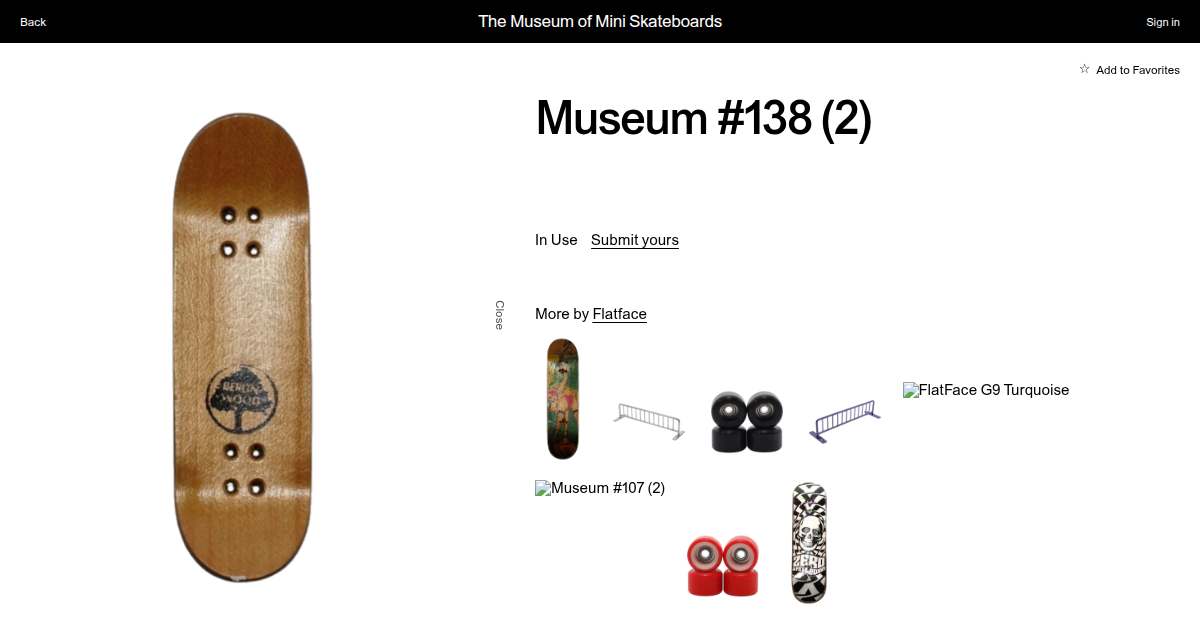 Back
The Museum of Mini Skateboards
Sign in
☆ Add to Favorites
Museum #138 (2)
In Use Submit yours
Close
More by Flatface
FlatFace G9 Turquoise
Museum #107 (2)
BERLIN
WOOD
ZERO